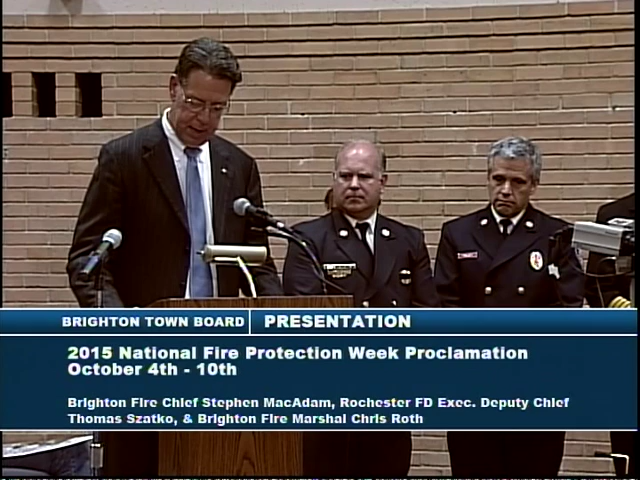 BRIGHTON TOWN BOARD PRESENTATION
2015 National Fire Protection Week Proclamation
October 4th - 10th
Brighton Fire Chief Stephen MacAdam, Rochester FD Exec. Deputy Chief
Thomas Szatko, & Brighton Fire Marshal Chris Roth